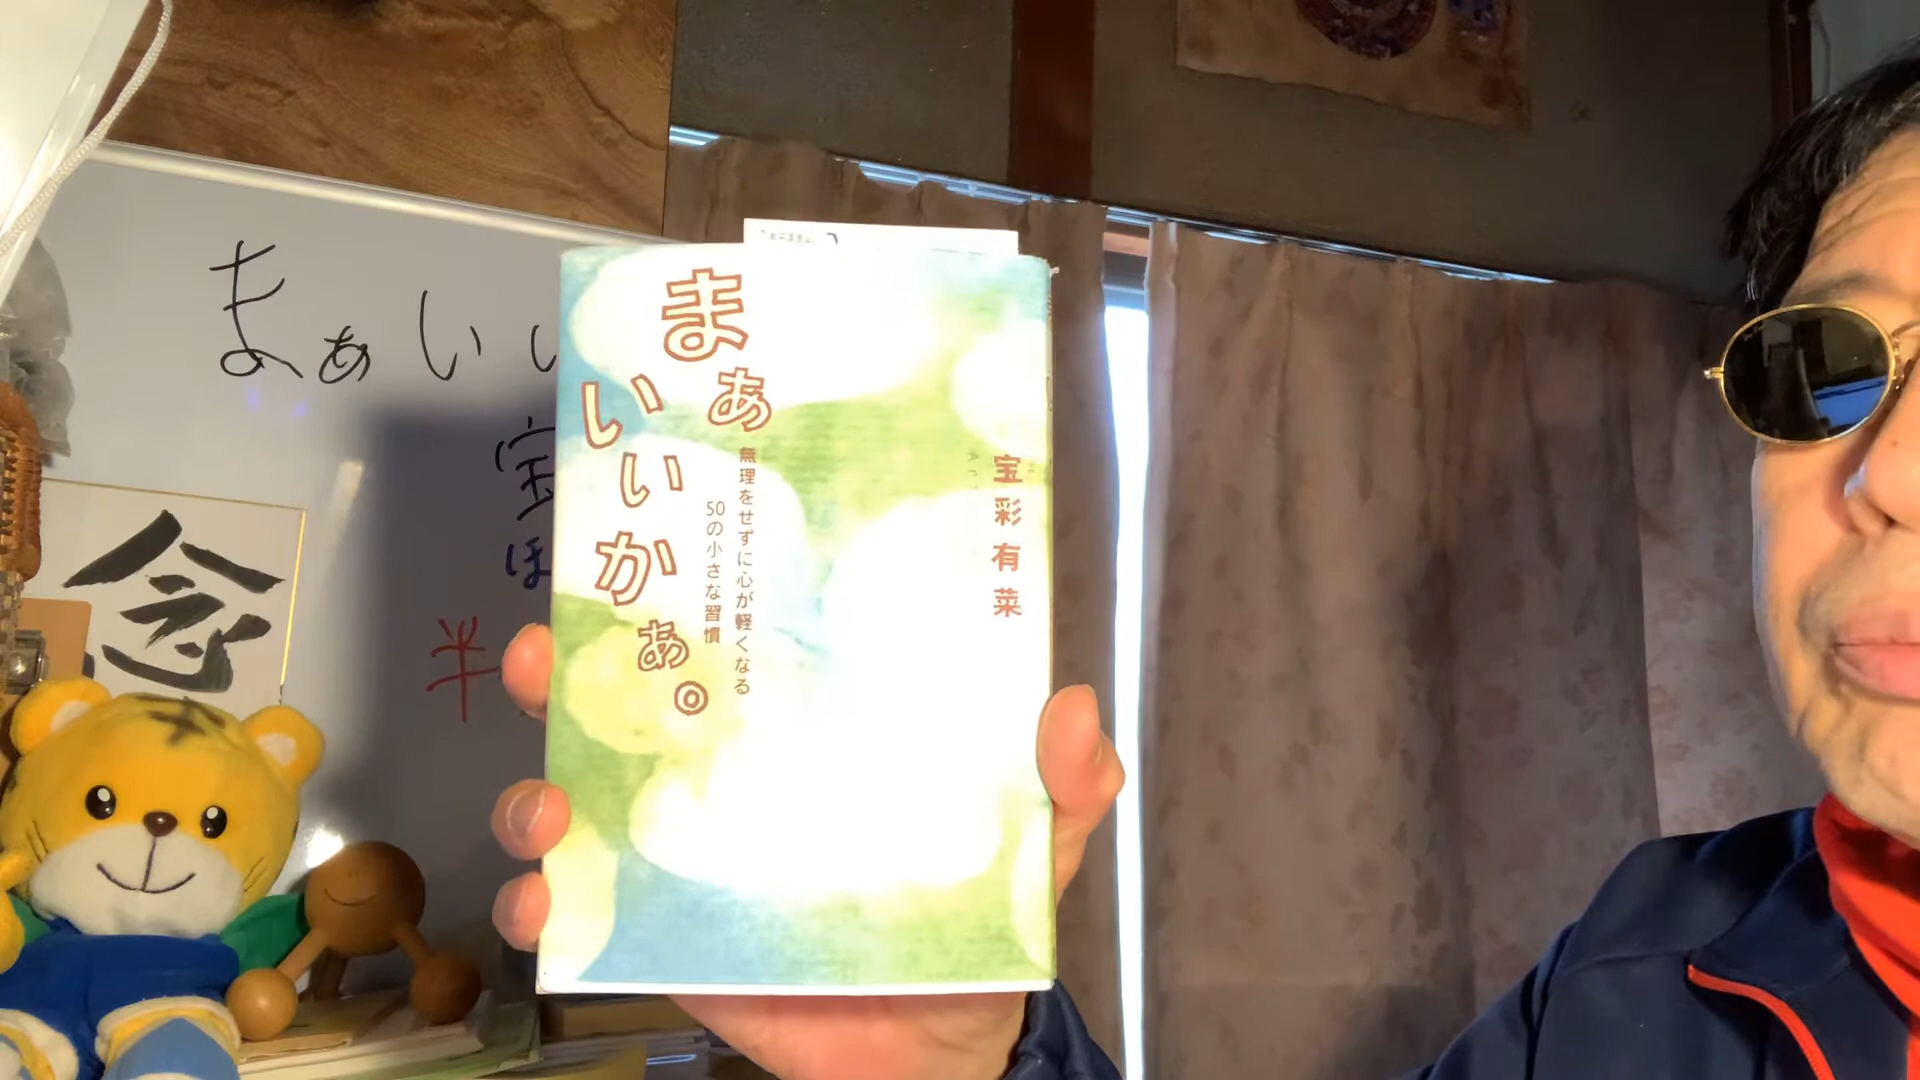 まぁいい
宝
ほ
半
念
まぁ
いいかぁ。
無理をせずに心が軽くなる
50の小さな習慣
宝彩有菜